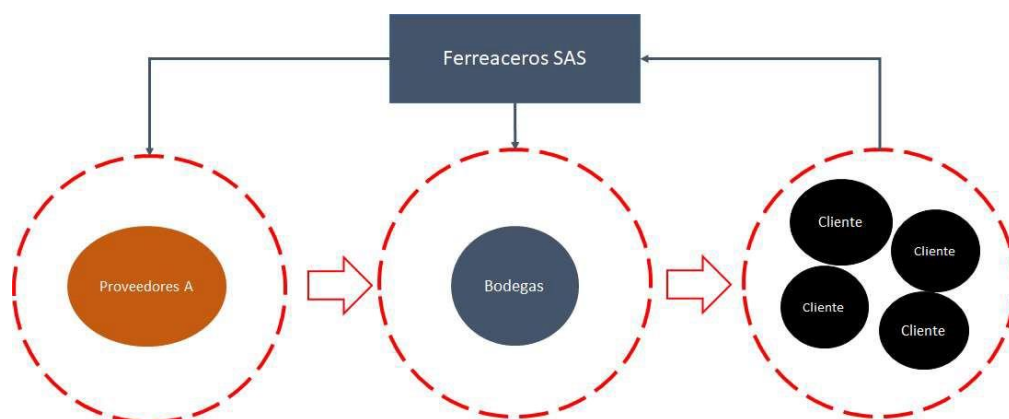 Ferreaceros SAS
Proveedores A
Bodegas
Cliente
Cliente
Cliente
Cliente